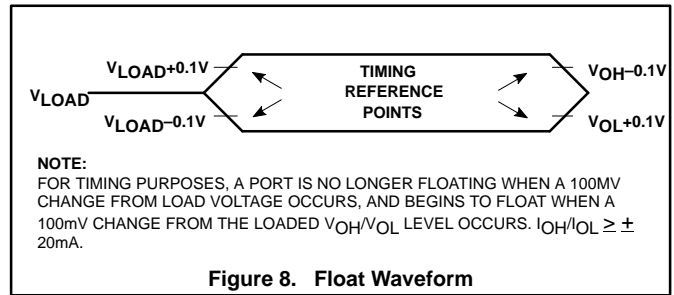 VLOAD+0.1V
VLOAD
VLOAD–0.1V
TIMING
REFERENCE
POINTS
VOH–0.1V
VOL+0.1V
NOTE:
FOR TIMING PURPOSES, A PORT IS NO LONGER FLOATING WHEN A 100MV
CHANGE FROM LOAD VOLTAGE OCCURS, AND BEGINS TO FLOAT WHEN A
100mV CHANGE FROM THE LOADED VOH/VOL LEVEL OCCURS. IOH/IOL ≥ ±
20mA.
Figure 8. Float Waveform